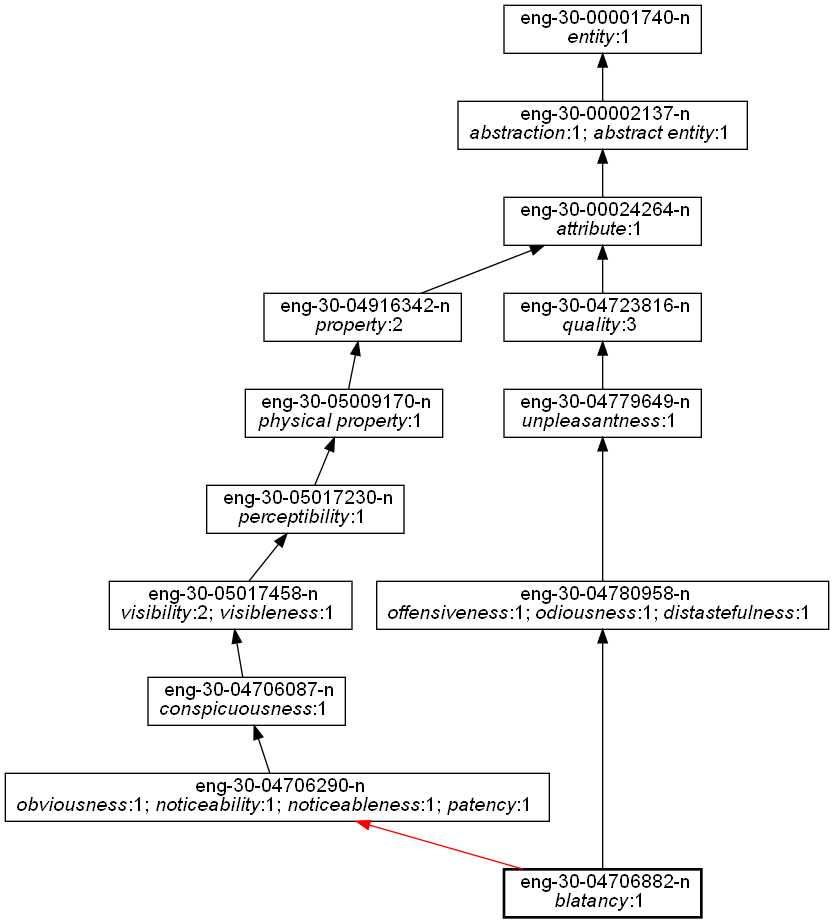 eng-30-00001740-n
entity:1
eng-30-00002137-n
abstraction:1; abstract entity:1
eng-30-00024264-n
attribute:1
eng-30-04916342-n
property:2
eng-30-04723816-n
quality:3
eng-30-05009170-n
physical property:1
eng-30-04779649-n
unpleasantness:1
eng-30-05017230-n
perceptibility:1
eng-30-05017458-n
visibility:2; visibleness:1
eng-30-04780958-n
offensiveness:1; odiousness:1; distastefulness:1
eng-30-04706087-n
conspicuousness:1
eng-30-04706290-n
obviousness:1; noticeability:1; noticeableness:1; patency:1
eng-30-04706882-n
blatancy:1